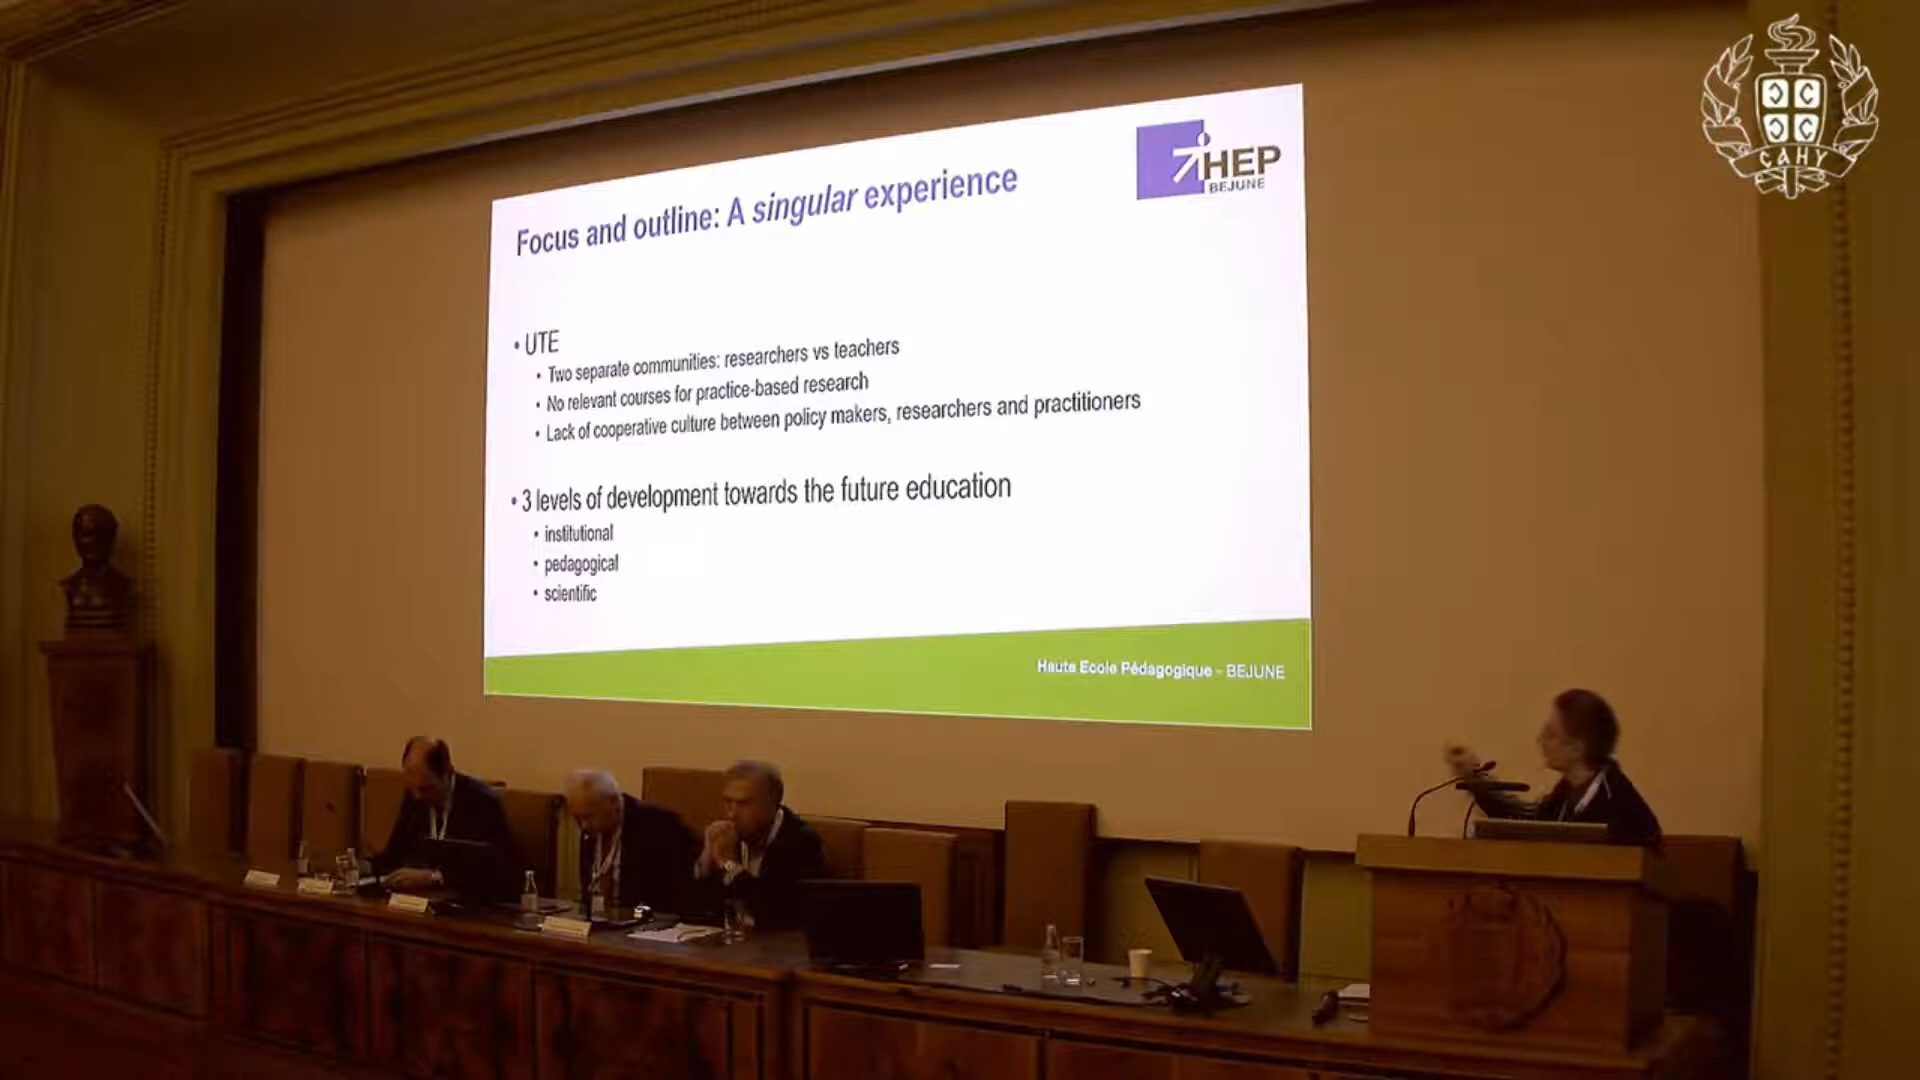 Focus and outline: A singular experience
HEP
BEJUNE
• UTE
• Two separate communities: researchers vs teachers
• No relevant courses for practice-based research
• Lack of cooperative culture between policy makers, researchers and practitioners
• 3 levels of development towards the future education
• institutional
• pedagogical
• scientific
Haute Ecole Pédagogique - BEJUNE
САНУ